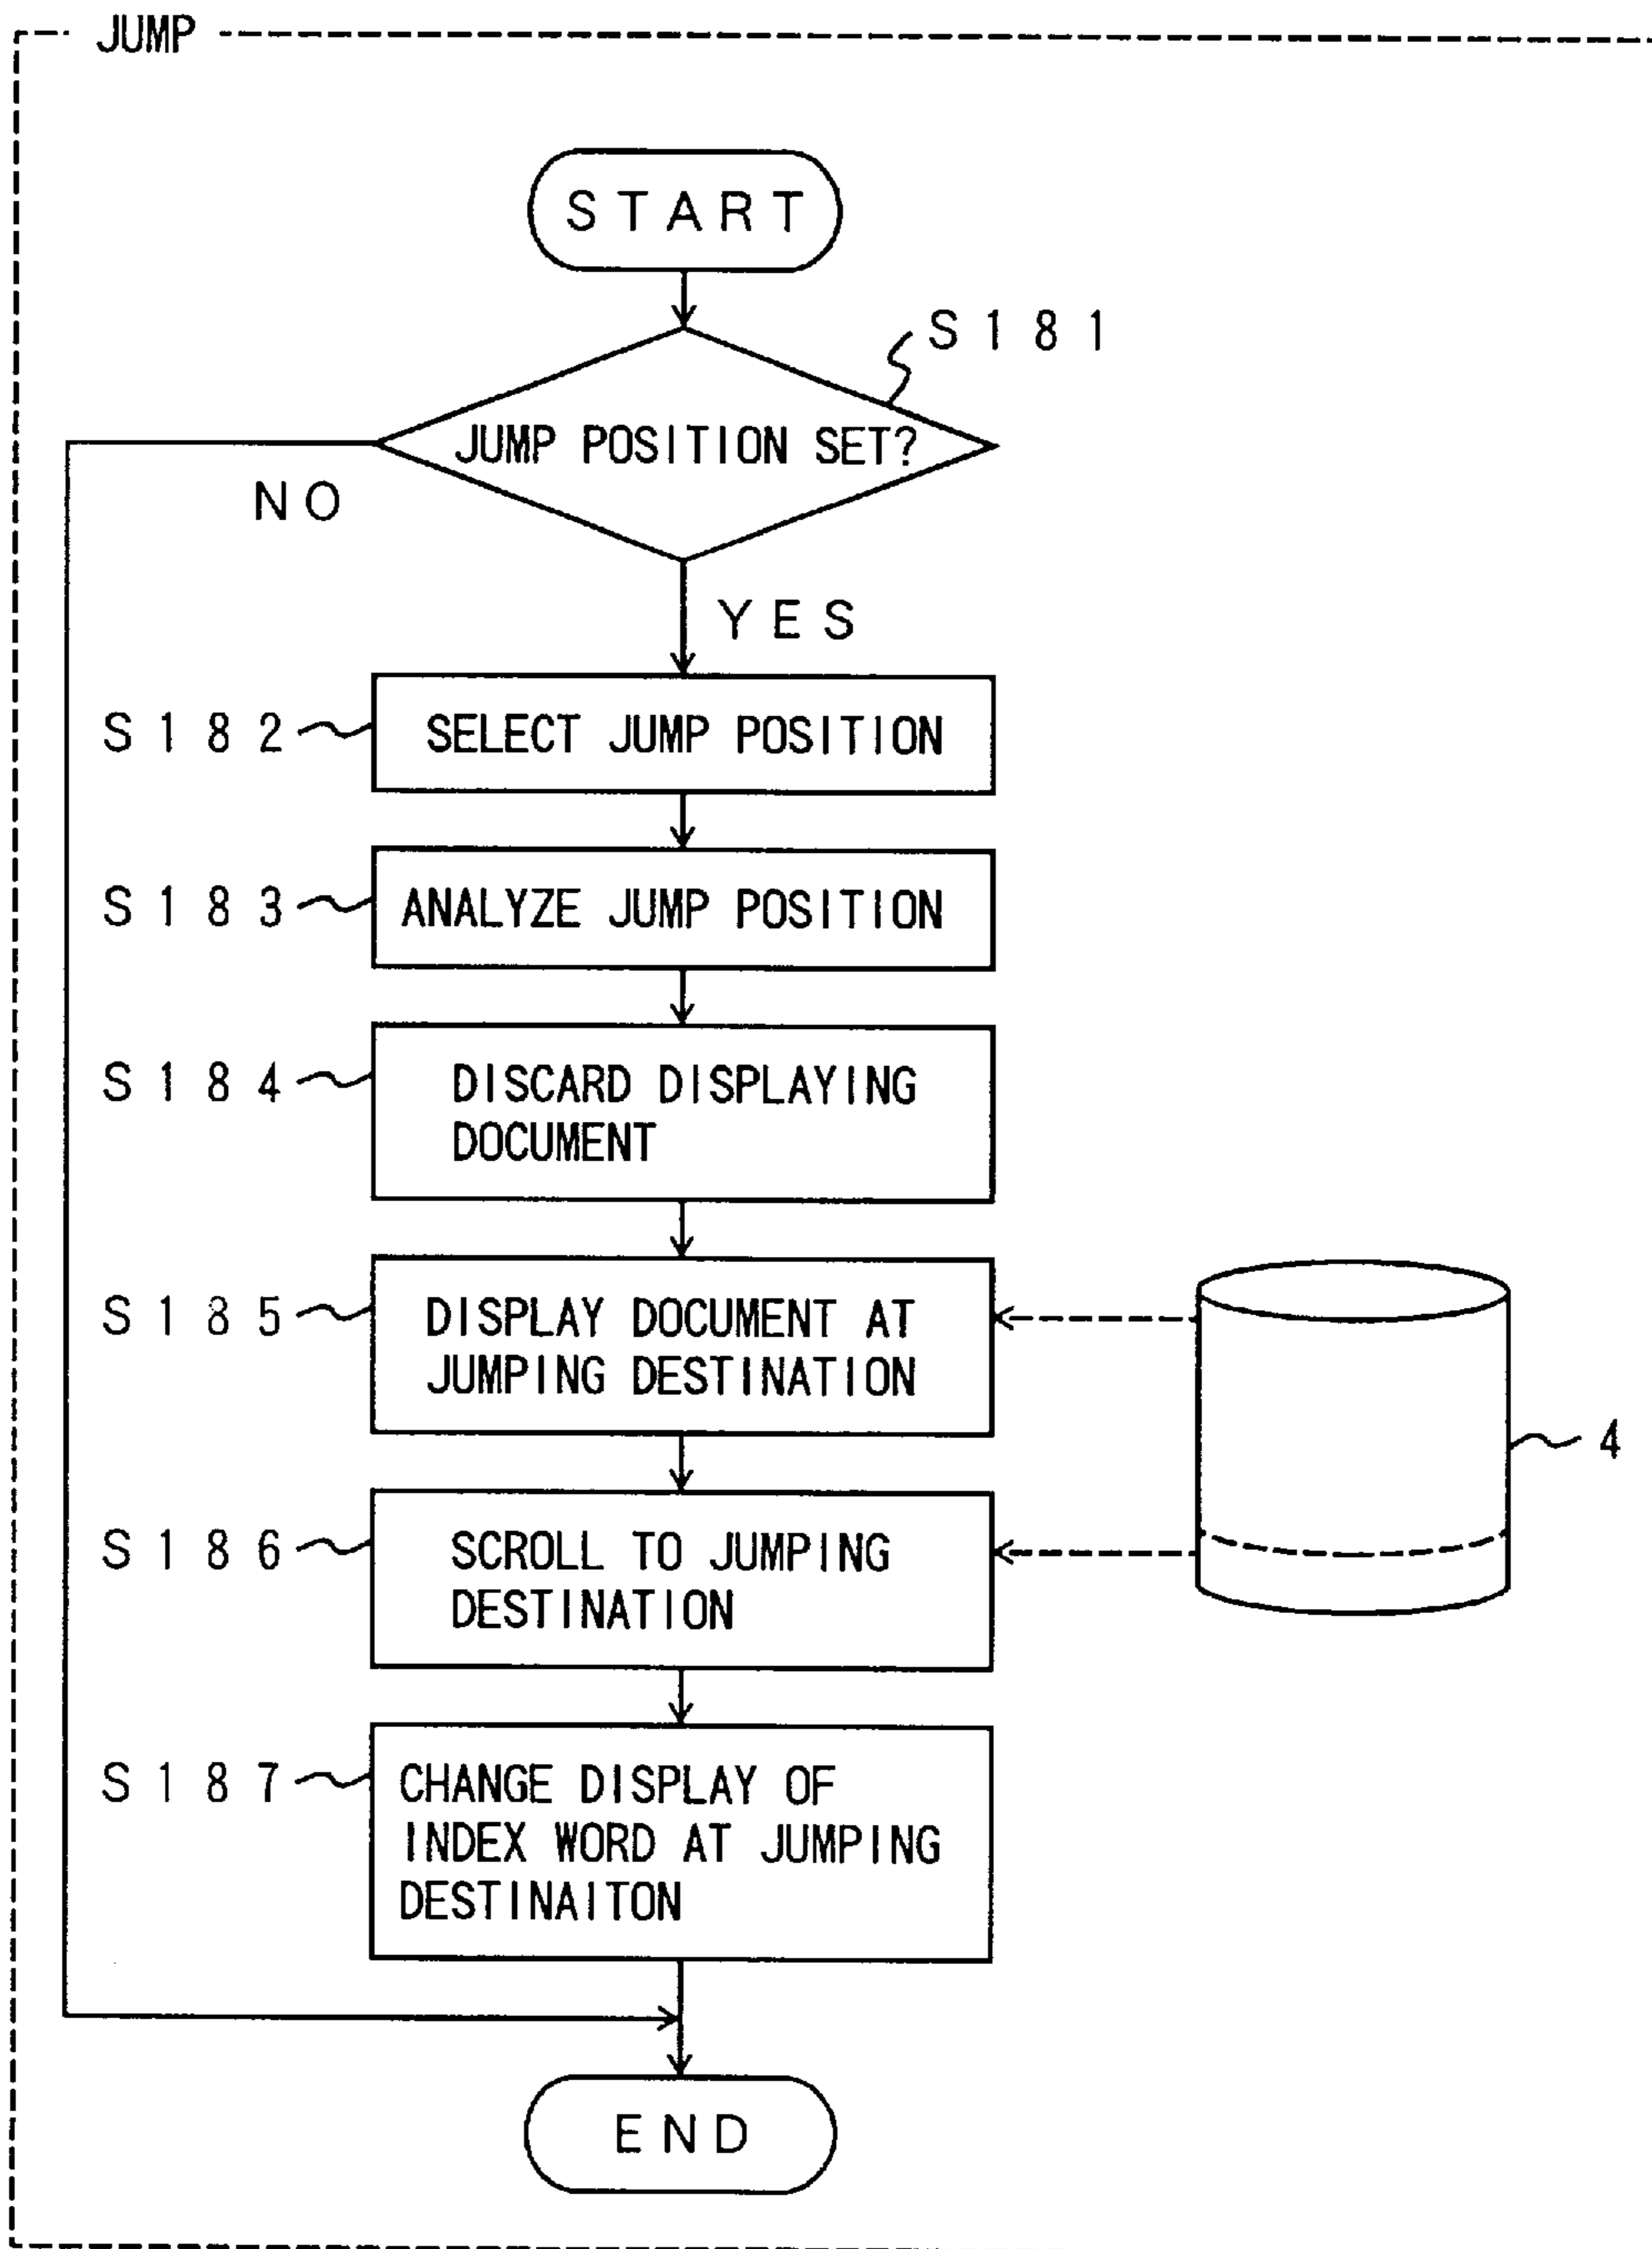 JUMP
START
S181
JUMP POSITION SET?
NO
YES
S182
SELECT JUMP POSITION
S183
ANALYZE JUMP POSITION
S184
DISCARD DISPLAYING
DOCUMENT
S185
DISPLAY DOCUMENT AT
JUMPING DESTINATION
4
S186
SCROLL TO JUMPING
DESTINATION
S187
CHANGE DISPLAY OF
INDEX WORD AT JUMPING
DESTINAITON
END